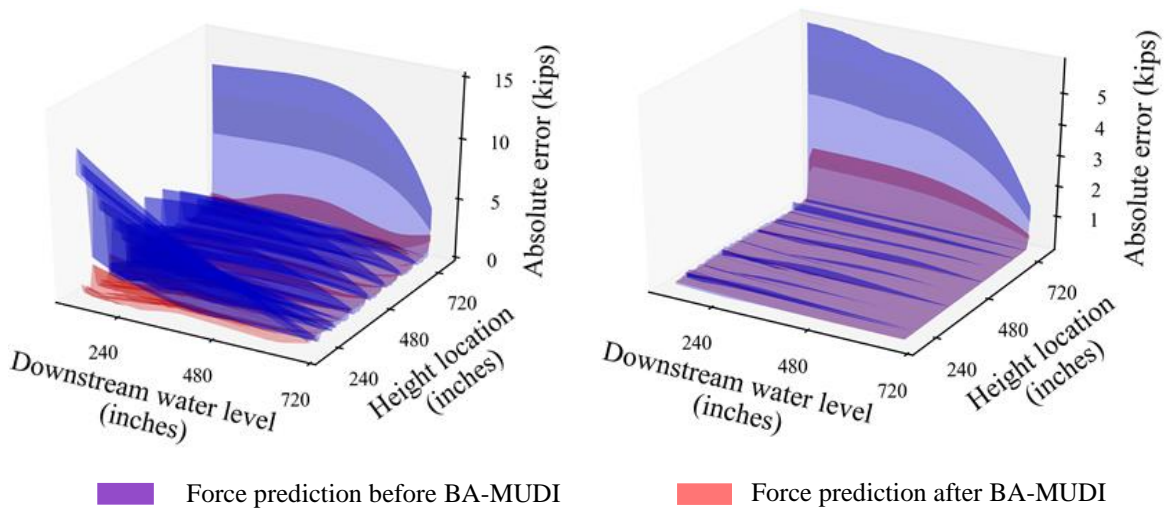 15
10
5
0
Absolute error (kips)
720
480
240
Height location
(inches)
240
480
720
Downstream water level
(inches)
5
4
3
2
1
Absolute error (kips)
720
480
240
Height location
(inches)
240
480
720
Downstream water level
(inches)
Force prediction before BA-MUDI
Force prediction after BA-MUDI